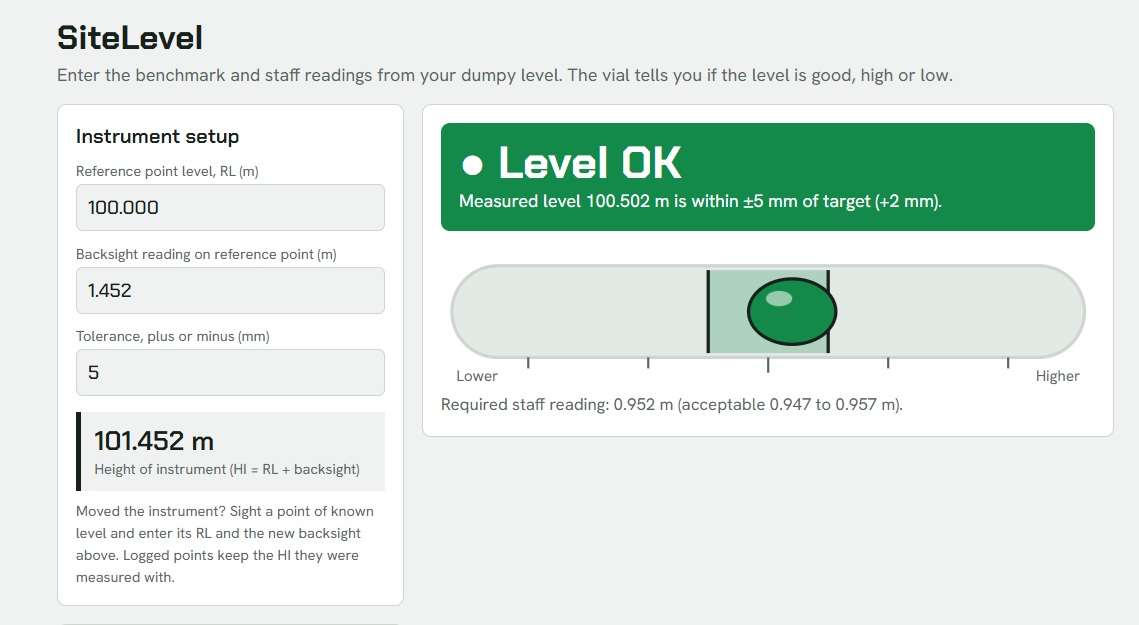 SiteLevel
Enter the benchmark and staff readings from your dumpy level. The vial tells you if the level is good, high or low.
Instrument setup
Reference point level, RL (m)
100.000
Backsight reading on reference point (m)
1.452
Tolerance, plus or minus (mm)
5
101.452 m
Height of instrument (HI = RL + backsight)
Moved the instrument? Sight a point of known
level and enter its RL and the new backsight
above. Logged points keep the HI they were
measured with.
Level OK
Measured level 100.502 m is within ±5 mm of target (+2 mm).
Lower
Higher
Required staff reading: 0.952 m (acceptable 0.947 to 0.957 m).